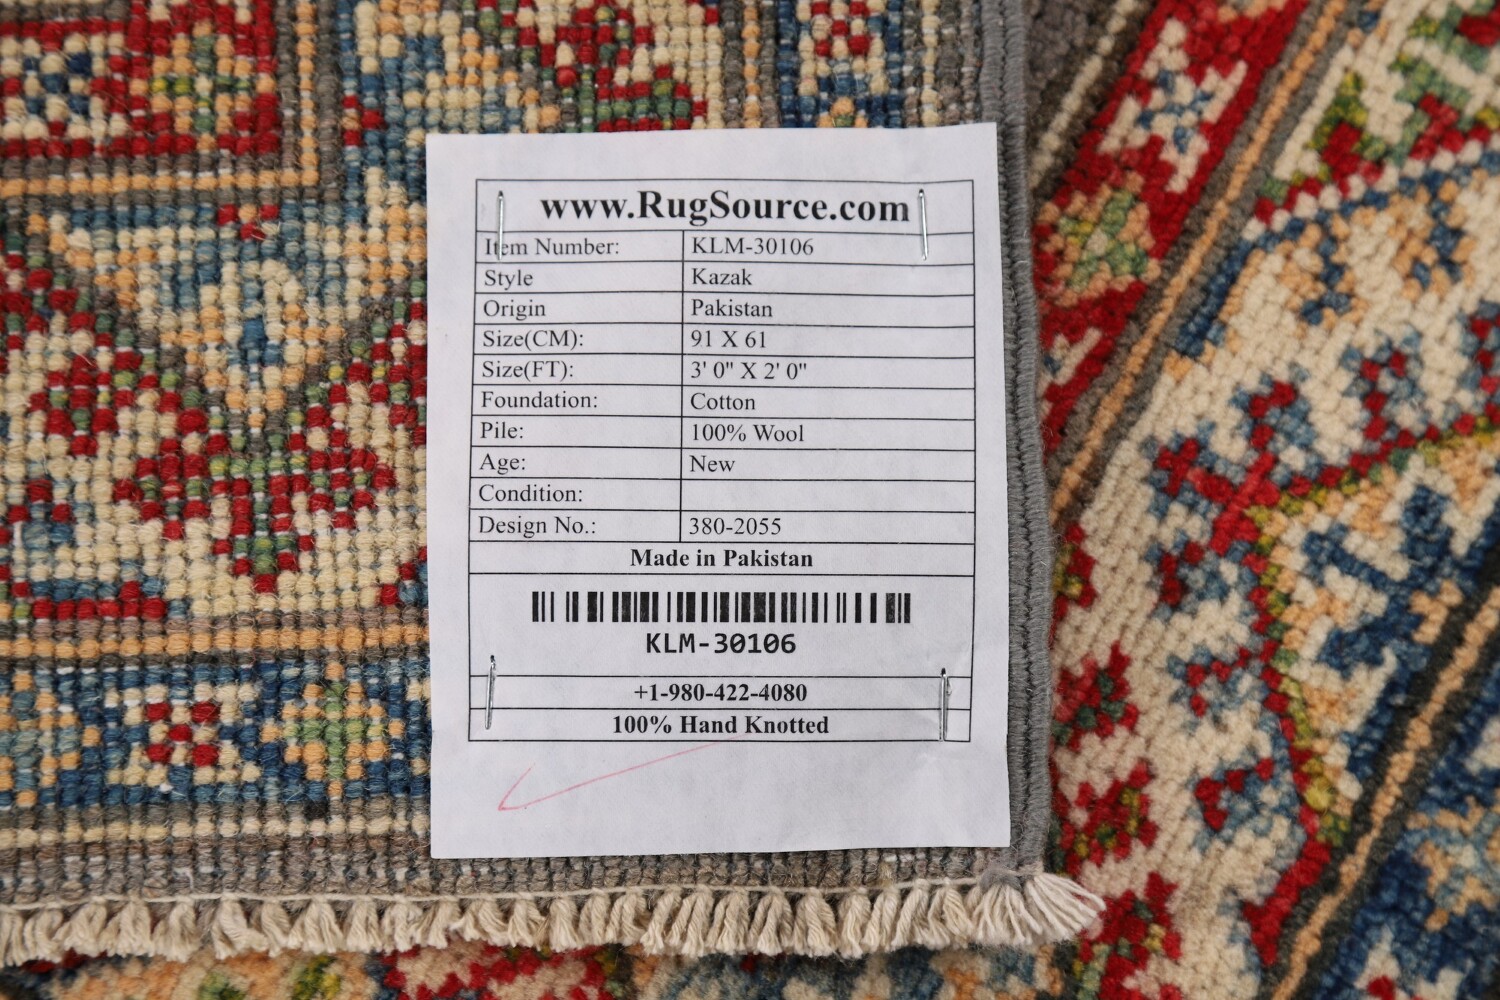 www.RugSource.com
Item Number: KLM-30106
Style Kazak
Origin Pakistan
Size(CM): 91 X 61
Size(FT): 3' 0" X 2' 0"
Foundation: Cotton
Pile: 100% Wool
Age: New
Condition:
Design No.: 380-2055
Made in Pakistan
KLM-30106
+1-980-422-4080
100% Hand Knotted